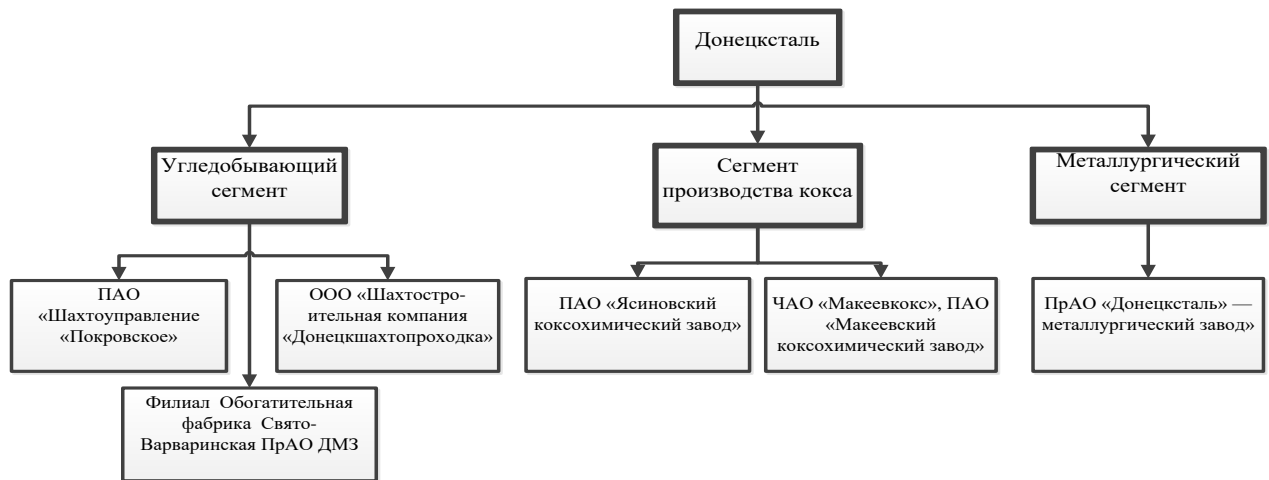 Донецксталь
Угледобывающий
сегмент
Сегмент
производства кокса
Металлургический
сегмент
ПАО
«Шахтоуправление
«Покровское»
ООО «Шахтостро-
ительная компания
«Донецкшахтопроходка»
ПАО «Ясиновский
коксохимический завод»
ЧАО «Макеевкокс», ПАО
«Макеевский
коксохимический завод»
ПрАО «Донецксталь» —
металлургический завод»
Филиал Обогатительная
фабрика Свято-
Варваринская ПрАО ДМЗ